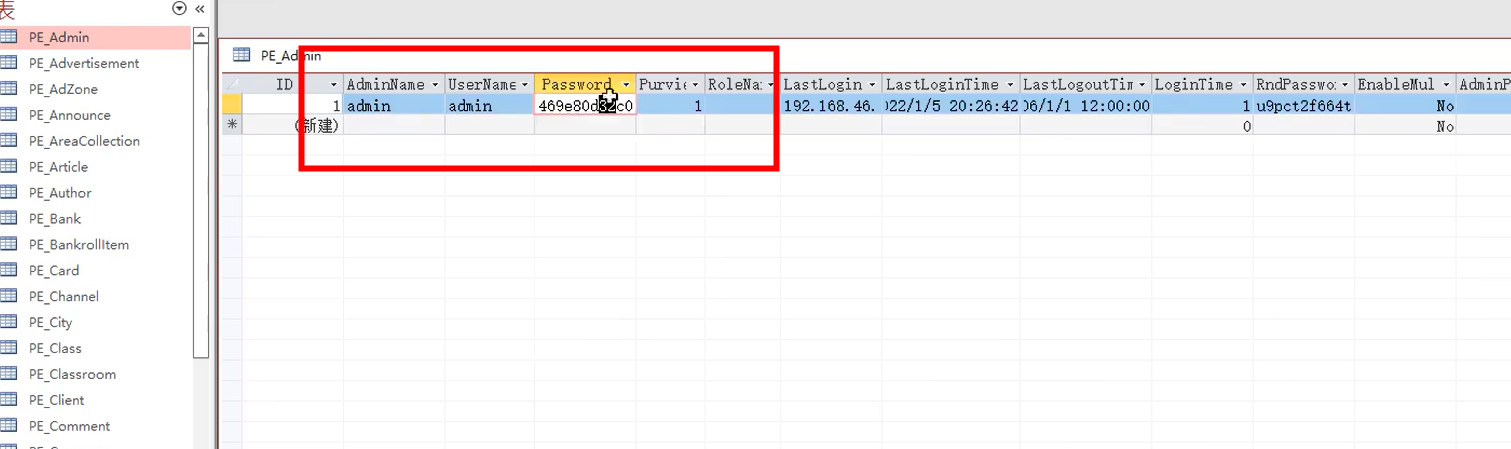 表
PE_Admin
PE_Advertisement
PE_AdZone
PE_Announce
PE_AreaCollection
PE_Article
PE_Author
PE_Bank
PE_BankrollItem
PE_Card
PE_Channel
PE_City
PE_Class
PE_Classroom
PE_Client
PE_Comment
PE_Admin
ID AdminName UserName Password Purvie RoleNa LastLogin LastLoginTime LastLogoutTim LoginTime RndPasswo EnableMul AdminP
1 admin admin 469e80d32c0 1 192.168.46. 022/1/5 20:26:42 06/1/1 12:00:00 1 u9pct2f664t No
* (新建) 0 No